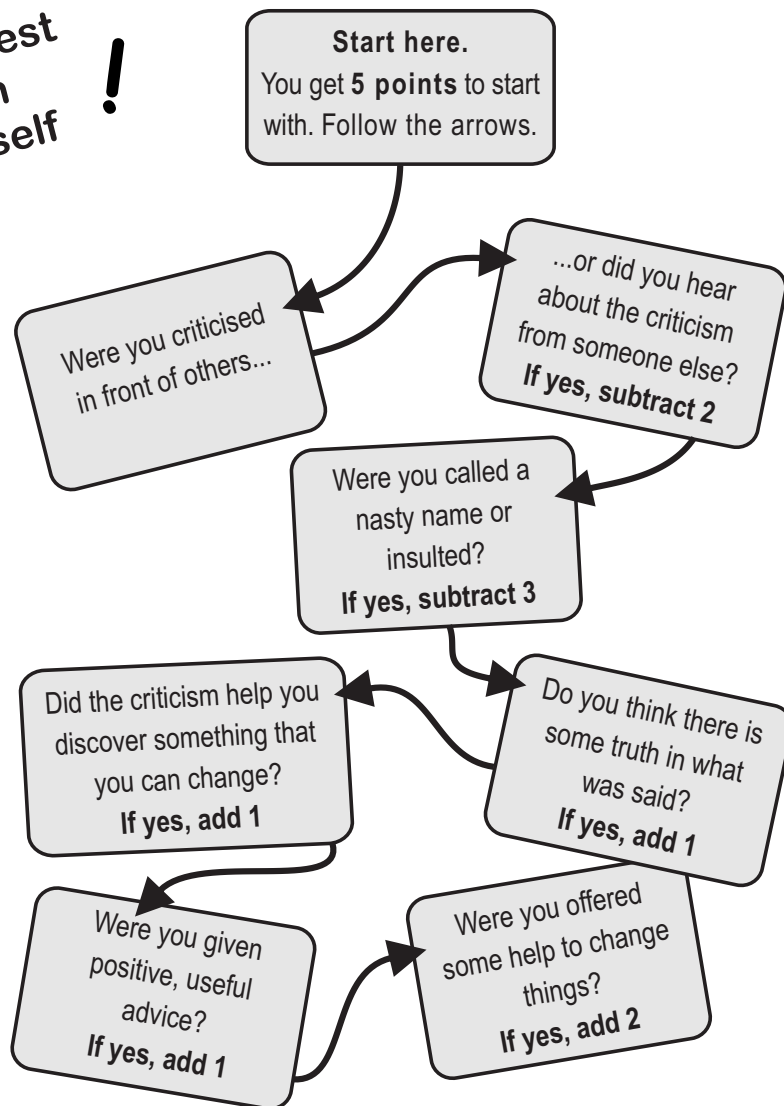 est
n
self !
Start here.
You get 5 points to start
with. Follow the arrows.
Were you criticised
in front of others...
...or did you hear
about the criticism
from someone else?
If yes, subtract 2
Were you called a
nasty name or
insulted?
If yes, subtract 3
Do you think there is
some truth in what
was said?
If yes, add 1
Did the criticism help you
discover something that
you can change?
If yes, add 1
Were you given
positive, useful
advice?
If yes, add 1
Were you offered
some help to change
things?
If yes, add 2